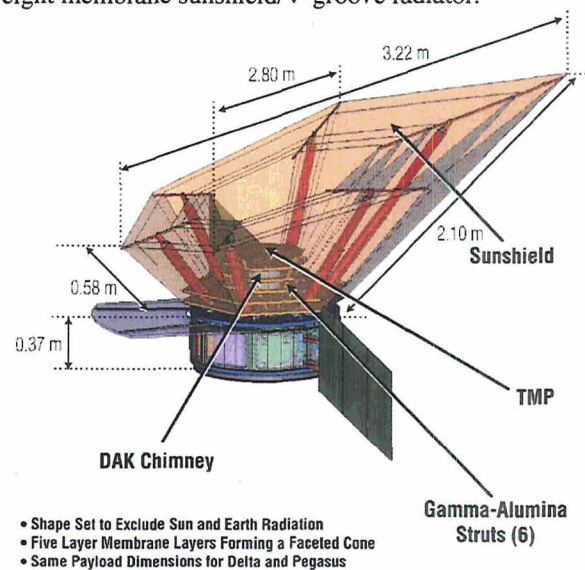 eight membrane sunshield/V-groove radiator.
3.22 m
2.80 m
2.10 m
Sunshield
0.58 m
0.37 m
TMP
DAK Chimney
Gamma-Alumina
Struts (6)
• Shape Set to Exclude Sun and Earth Radiation
• Five Layer Membrane Layers Forming a Faceted Cone
• Same Payload Dimensions for Delta and Pegasus